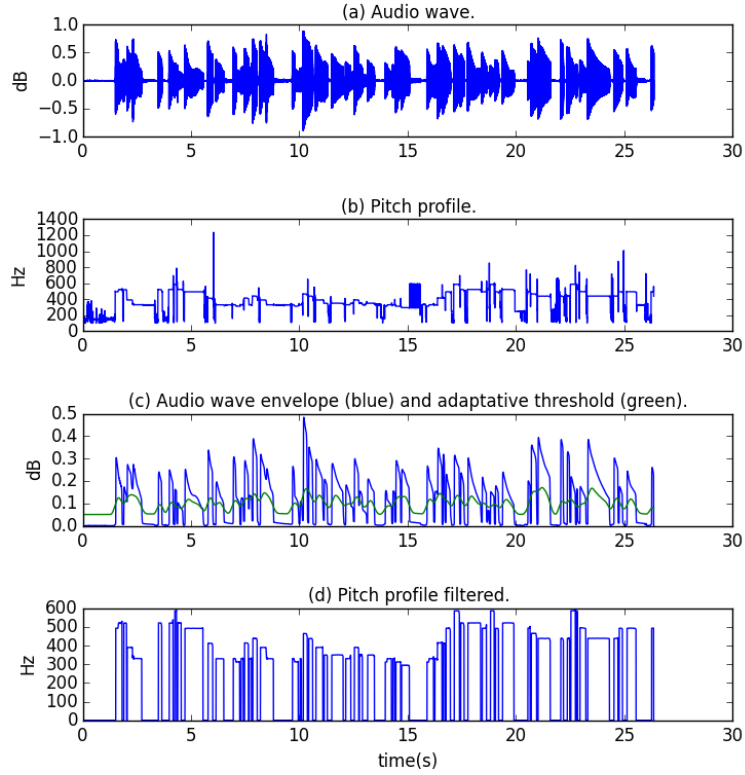 (a) Audio wave.
1.0
0.5
0.0
−0.5
−1.0
dB
0 5 10 15 20 25 30
(b) Pitch profile.
1400
1200
1000
800
600
400
200
0
Hz
0 5 10 15 20 25 30
(c) Audio wave envelope (blue) and adaptative threshold (green).
0.5
0.4
0.3
0.2
0.1
0.0
dB
0 5 10 15 20 25 30
(d) Pitch profile filtered.
600
500
400
300
200
100
0
Hz
0 5 10 15 20 25 30
time(s)